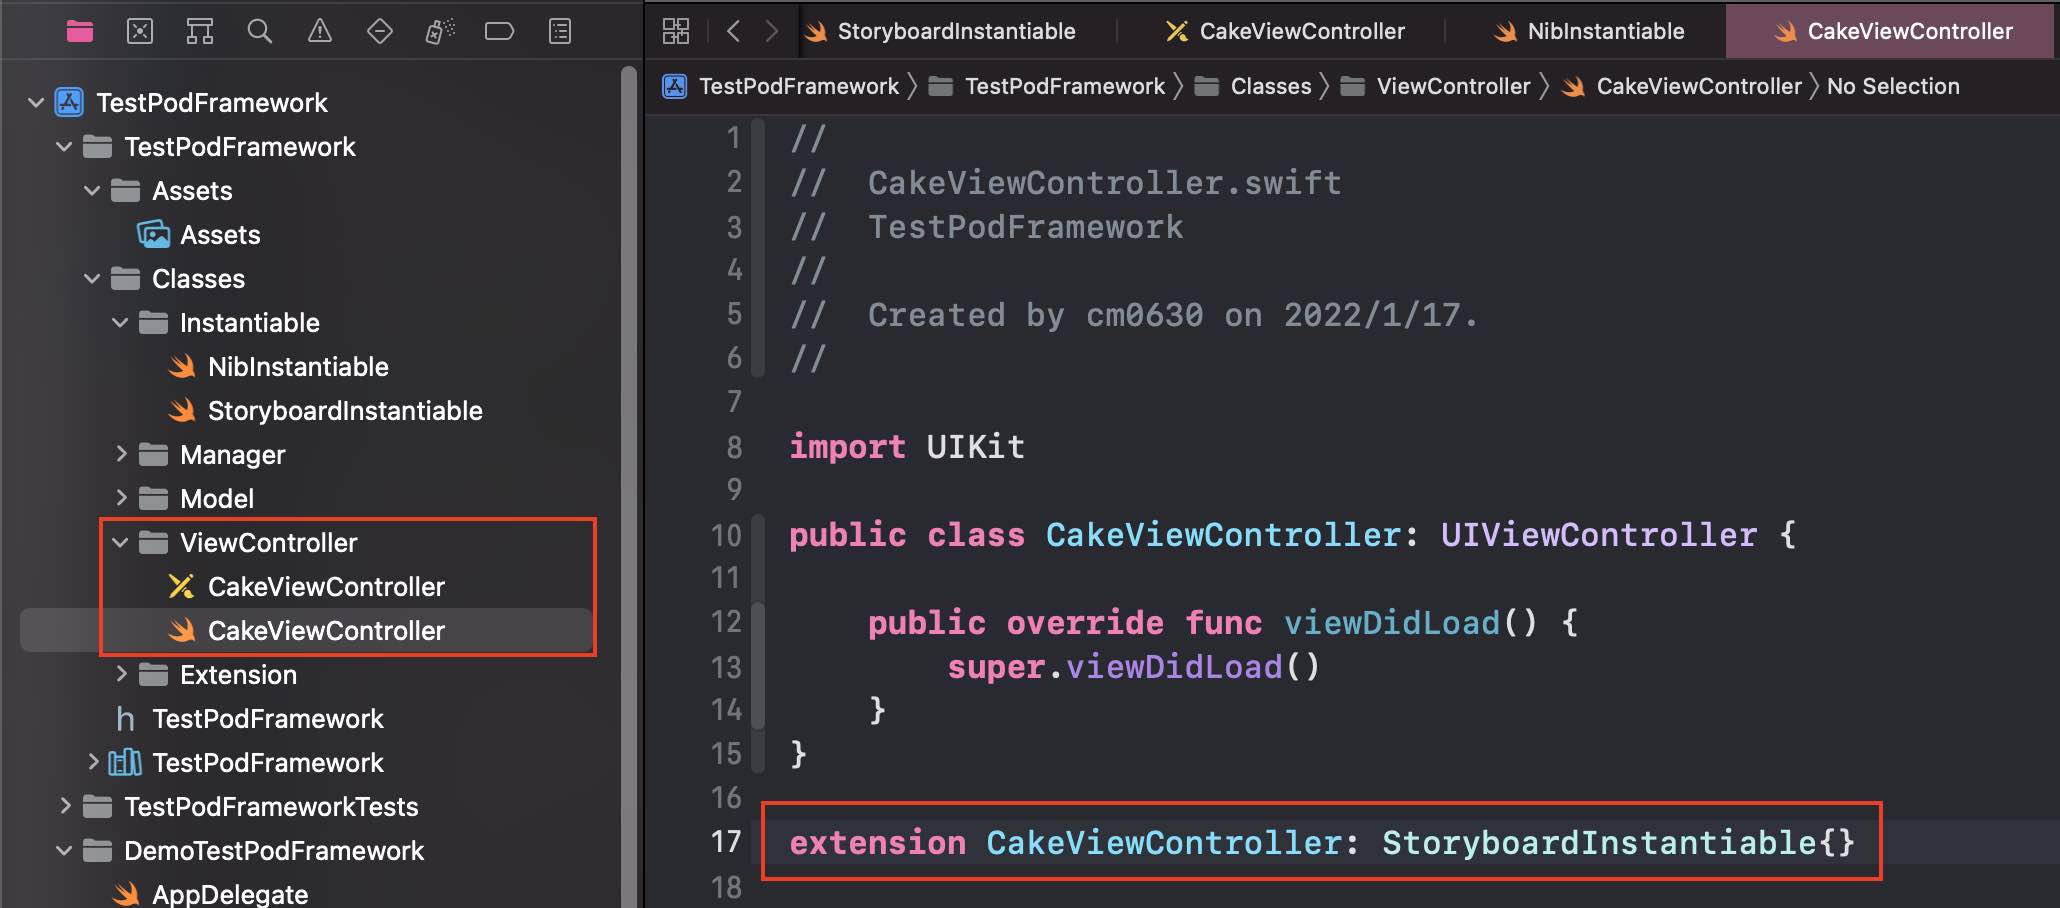 TestPodFramework
TestPodFramework
Assets
Assets
Classes
Instantiable
NibInstantiable
StoryboardInstantiable
Manager
Model
ViewController
CakeViewController
CakeViewController
Extension
h TestPodFramework
TestPodFramework
TestPodFrameworkTests
DemoTestPodFramework
AppDelegate
StoryboardInstantiable CakeViewController NibInstantiable CakeViewController
TestPodFramework TestPodFramework Classes ViewController CakeViewController No Selection
1 //
2 //  CakeViewController.swift
3 //  TestPodFramework
4 //
5 //  Created by cm0630 on 2022/1/17.
6 //
7
8 import UIKit
9
10 public class CakeViewController: UIViewController {
11
12     public override func viewDidLoad() {
13         super.viewDidLoad()
14     }
15 }
16
17 extension CakeViewController: StoryboardInstantiable{}
18